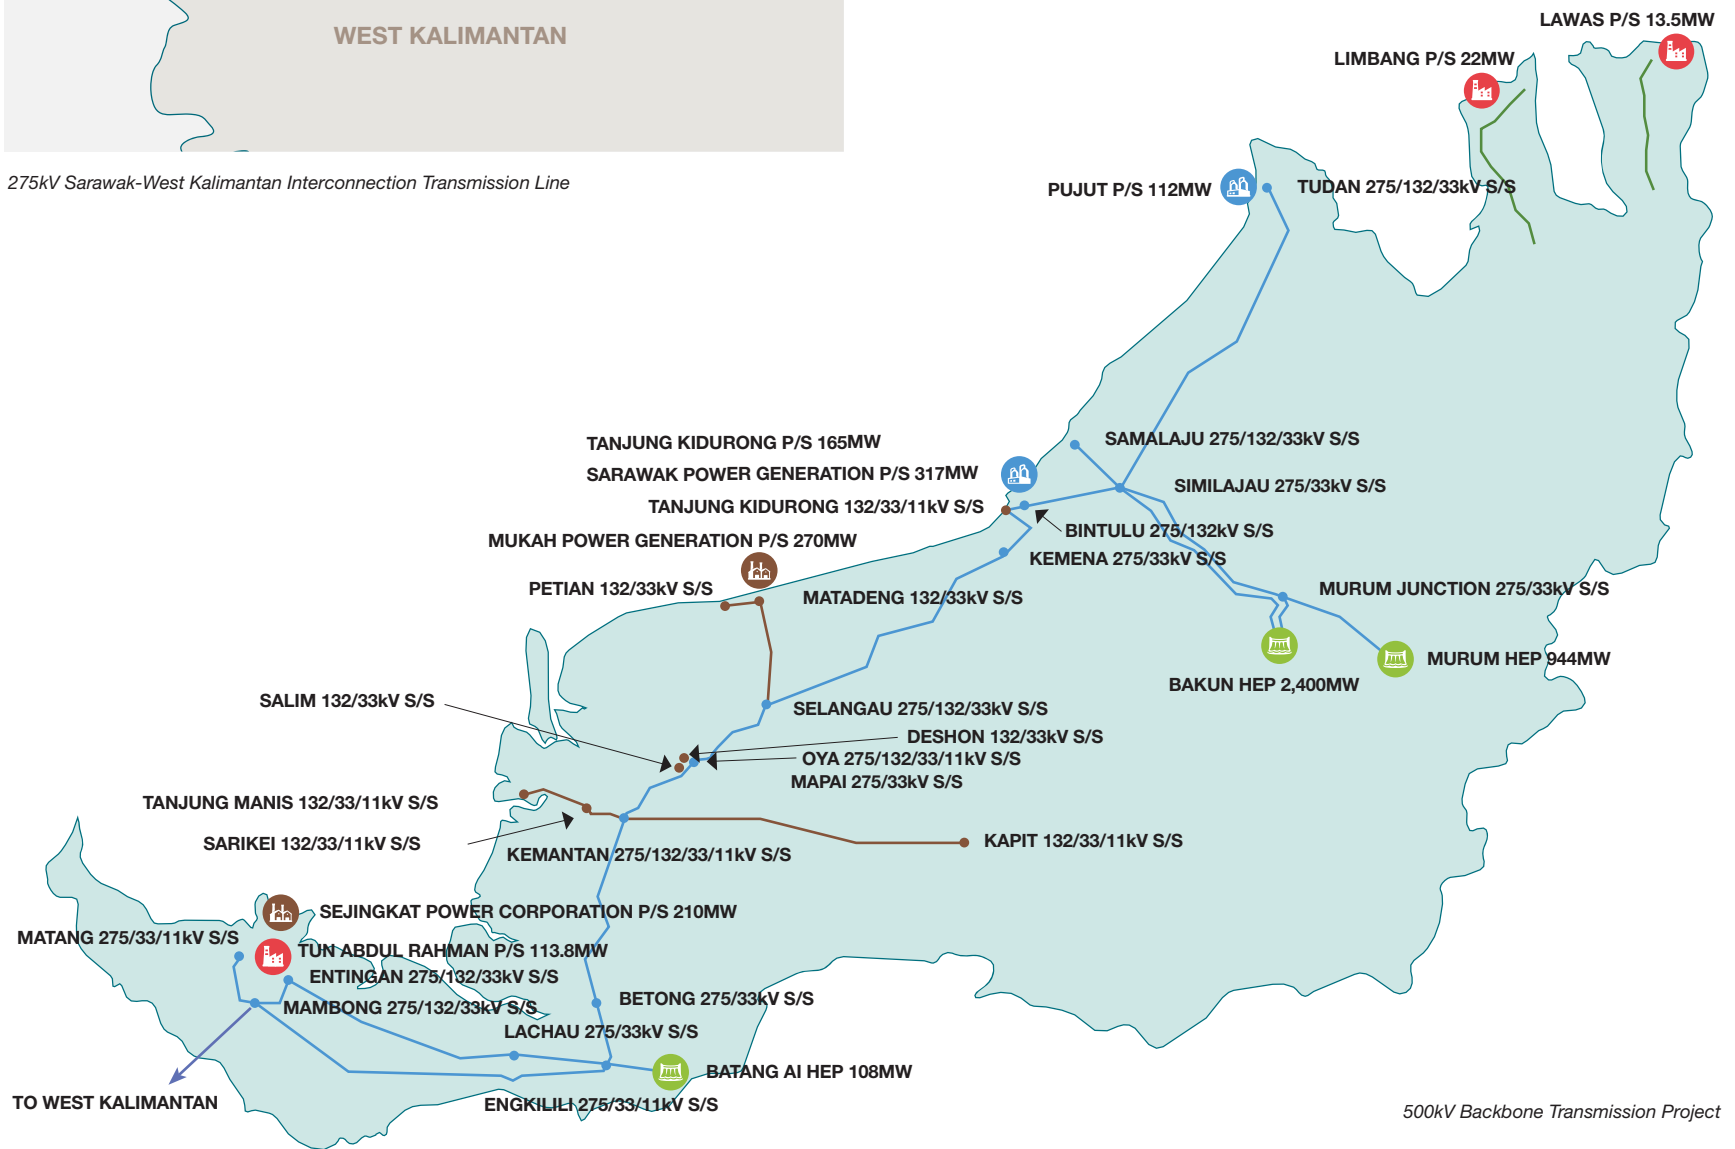 WEST KALIMANTAN
275kV Sarawak-West Kalimantan Interconnection Transmission Line
LAWAS P/S 13.5MW
LIMBANG P/S 22MW
PUJUT P/S 112MW
TUDAN 275/132/33kV S/S
TANJUNG KIDURONG P/S 165MW
SAMALAJU 275/132/33kV S/S
SARAWAK POWER GENERATION P/S 317MW
SIMILAJAU 275/33kV S/S
TANJUNG KIDURONG 132/33/11kV S/S
BINTULU 275/132kV S/S
MUKAH POWER GENERATION P/S 270MW
KEMENA 275/33kV S/S
PETIAN 132/33kV S/S
MATADENG 132/33kV S/S
MURUM JUNCTION 275/33kV S/S
MURUM HEP 944MW
BAKUN HEP 2,400MW
SALIM 132/33kV S/S
SELANGAU 275/132/33kV S/S
DESHON 132/33kV S/S
OYA 275/132/33/11kV S/S
MAPAI 275/33kV S/S
TANJUNG MANIS 132/33/11kV S/S
SARIKEI 132/33/11kV S/S
KAPIT 132/33/11kV S/S
KEMANTAN 275/132/33/11kV S/S
SEJINGKAT POWER CORPORATION P/S 210MW
MATANG 275/33/11kV S/S
TUN ABDUL RAHMAN P/S 113.8MW
ENTINGAN 275/132/33kV S/S
MAMBONG 275/132/33kV S/S
BETONG 275/33kV S/S
LACHAU 275/33kV S/S
BATANG AI HEP 108MW
TO WEST KALIMANTAN
ENGKILILI 275/33/11kV S/S
500kV Backbone Transmission Project